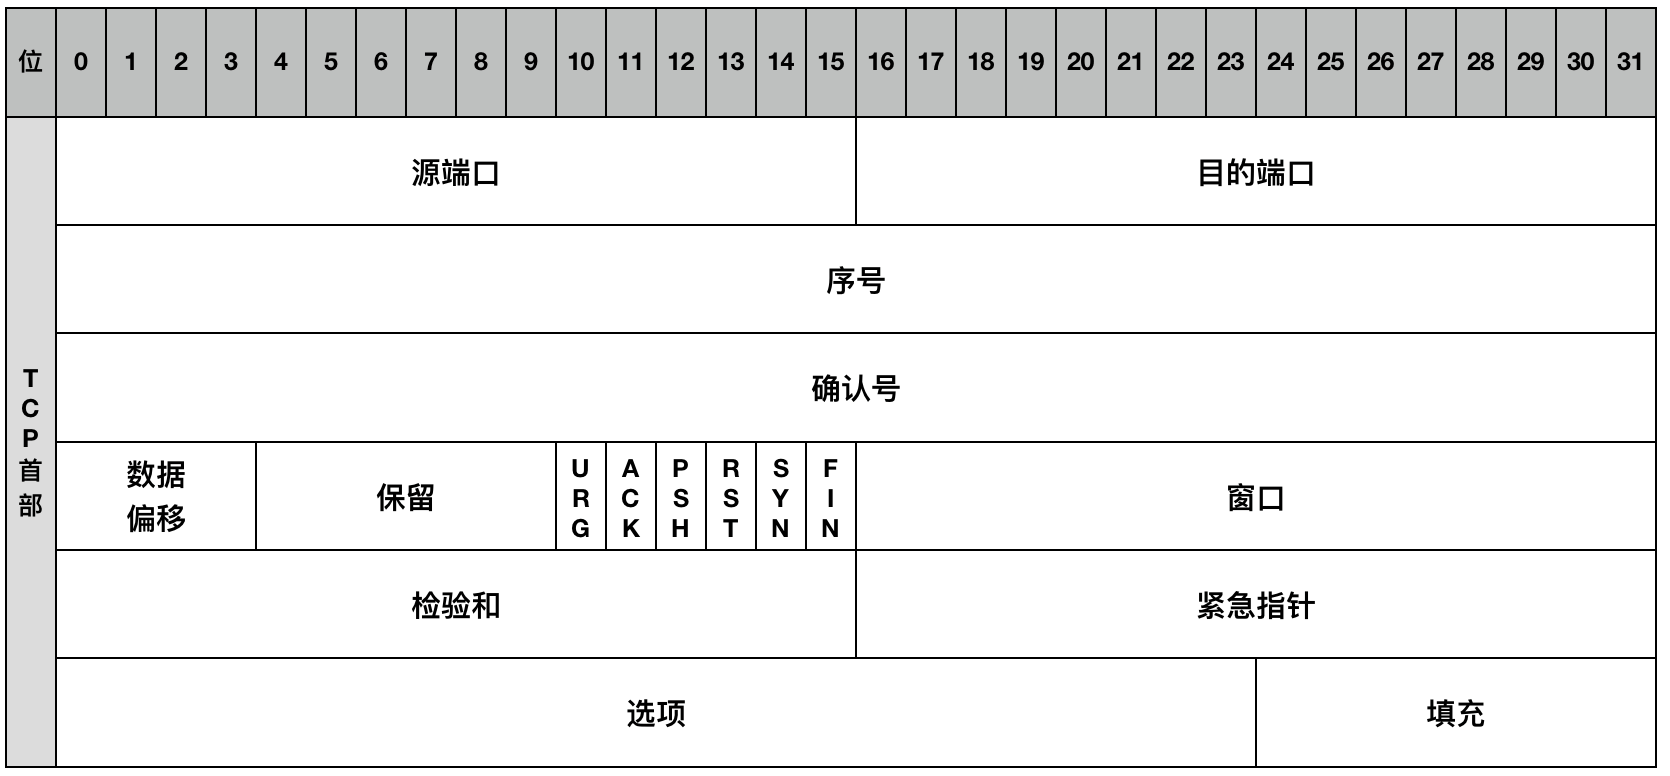 位 0 1 2 3 4 5 6 7 8 9 10 11 12 13 14 15 16 17 18 19 20 21 22 23 24 25 26 27 28 29 30 31
TCP首部
源端口 目的端口
序号
确认号
数据
偏移
保留 URG ACK PSH RST SYN FIN 窗口
检验和 紧急指针
选项 填充